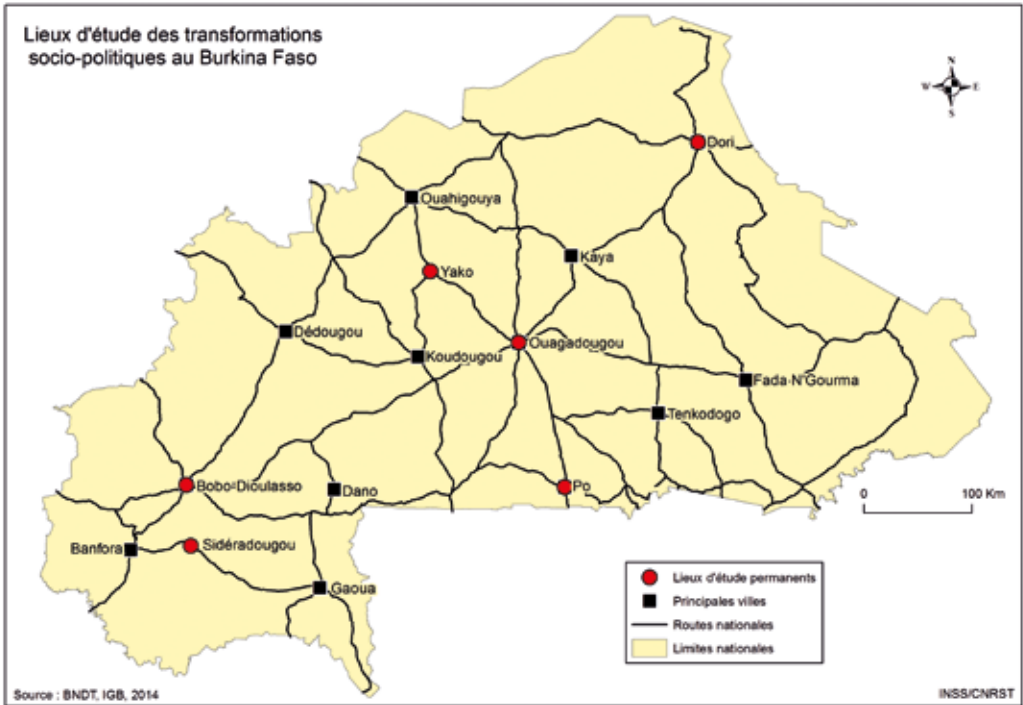 Lieux d'étude des transformations
socio-politiques au Burkina Faso
N
W E
S
Dori
Ouahigouya
Kaya
Yako
Dédougou
Ouagadougou
Koudougou
Fada-N'Gourma
Tenkodogo
Bobo-Dioulasso
Dano
Po
0 100 Km
Banfora
Sidéradougou
Gaoua
Lieux d'étude permanents
Principales villes
Routes nationales
Limites nationales
Source : BNDT, IGB, 2014
INSS/CNRST